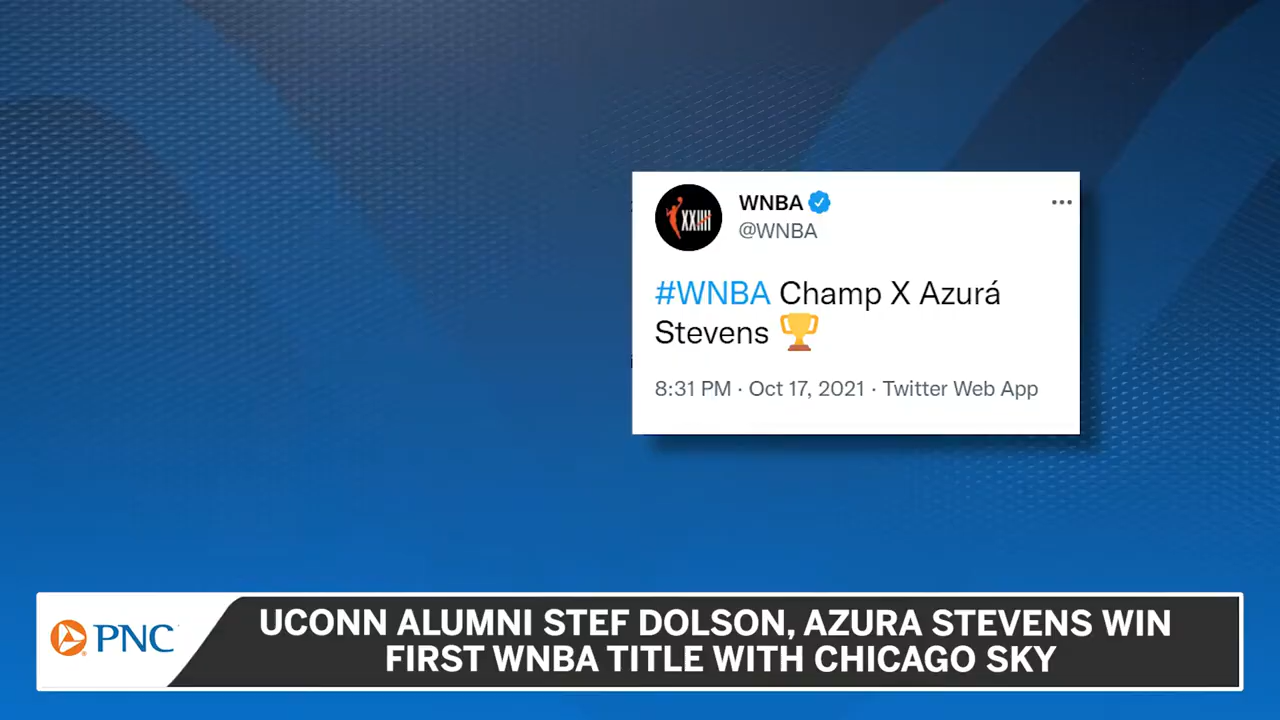 XXIIIII
WNBA
@WNBA
#WNBA Champ X Azurá
Stevens
8:31 PM · Oct 17, 2021 · Twitter Web App
PNC
UCONN ALUMNI STEF DOLSON, AZURA STEVENS WIN
FIRST WNBA TITLE WITH CHICAGO SKY